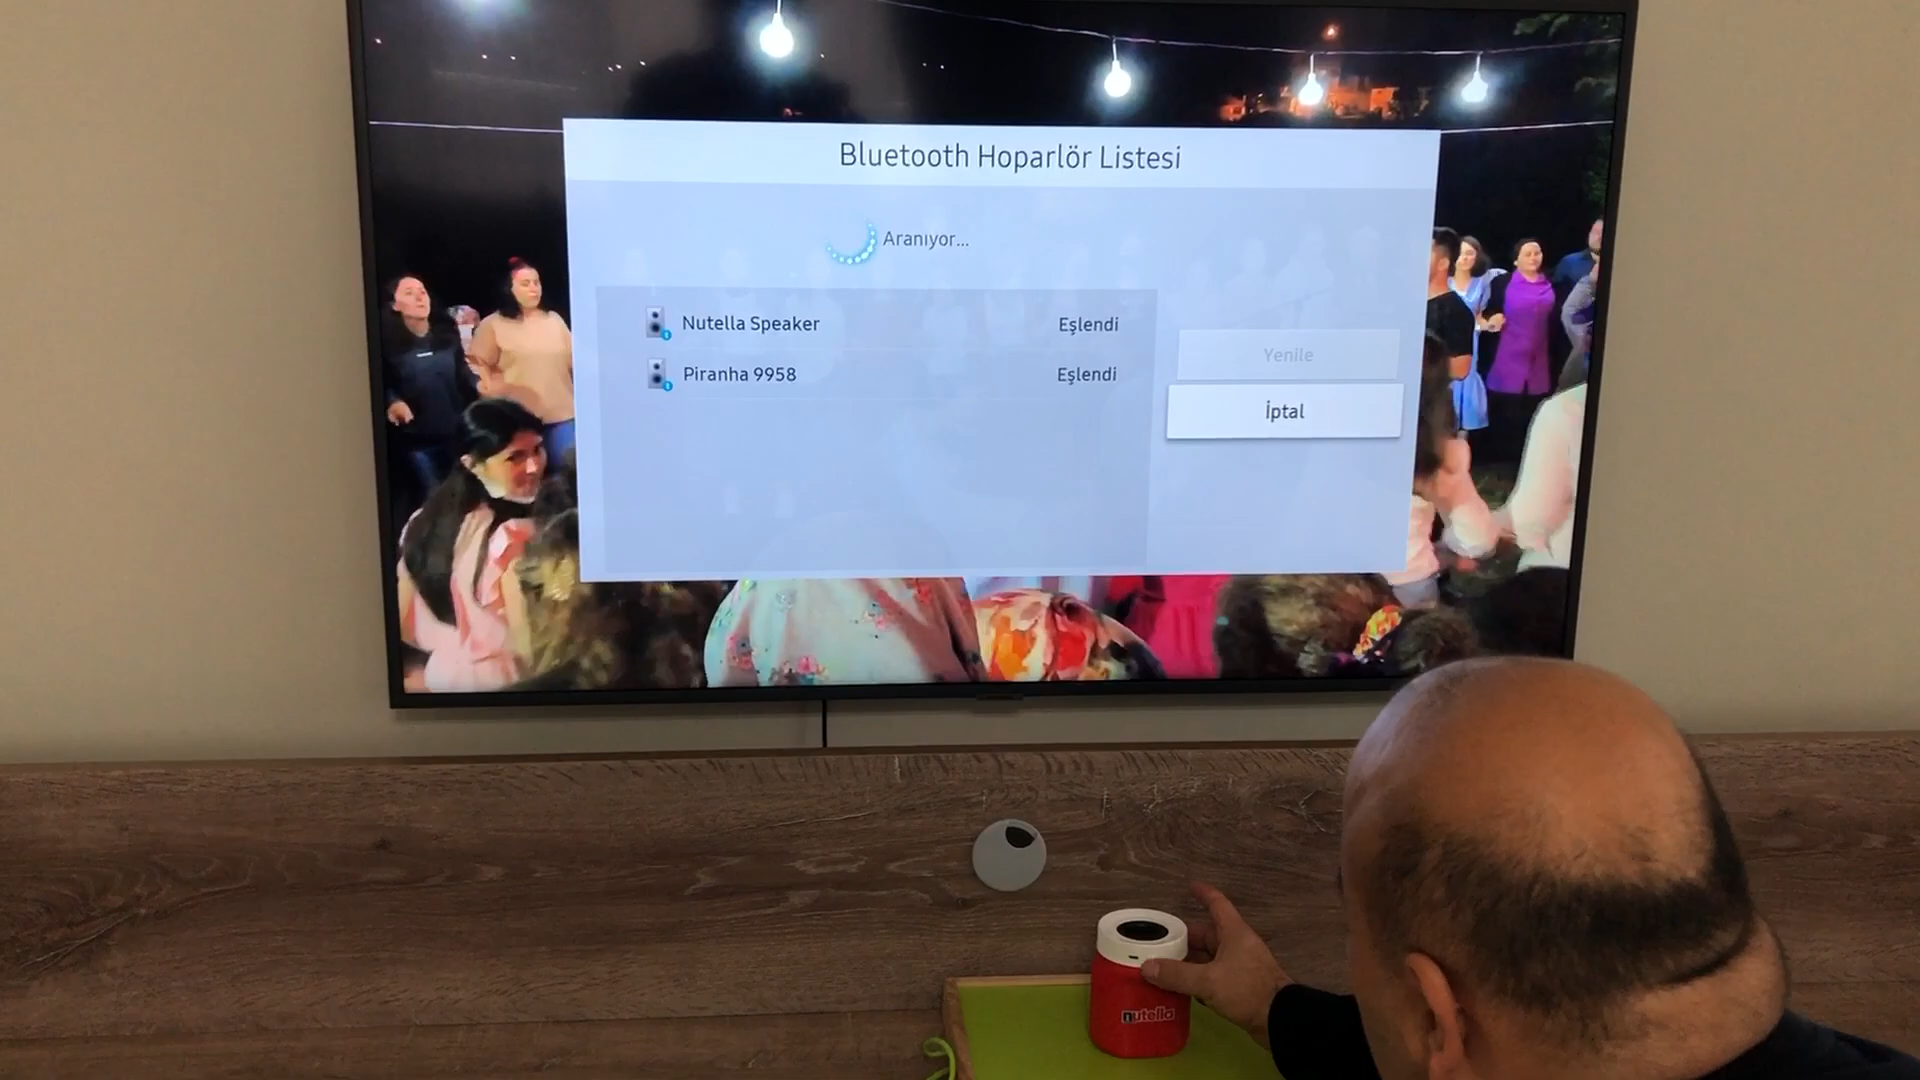 Bluetooth Hoparlör Listesi
Aranıyor...
Nutella Speaker Eşlendi
Piranha 9958 Eşlendi
Yenile
İptal
nutella